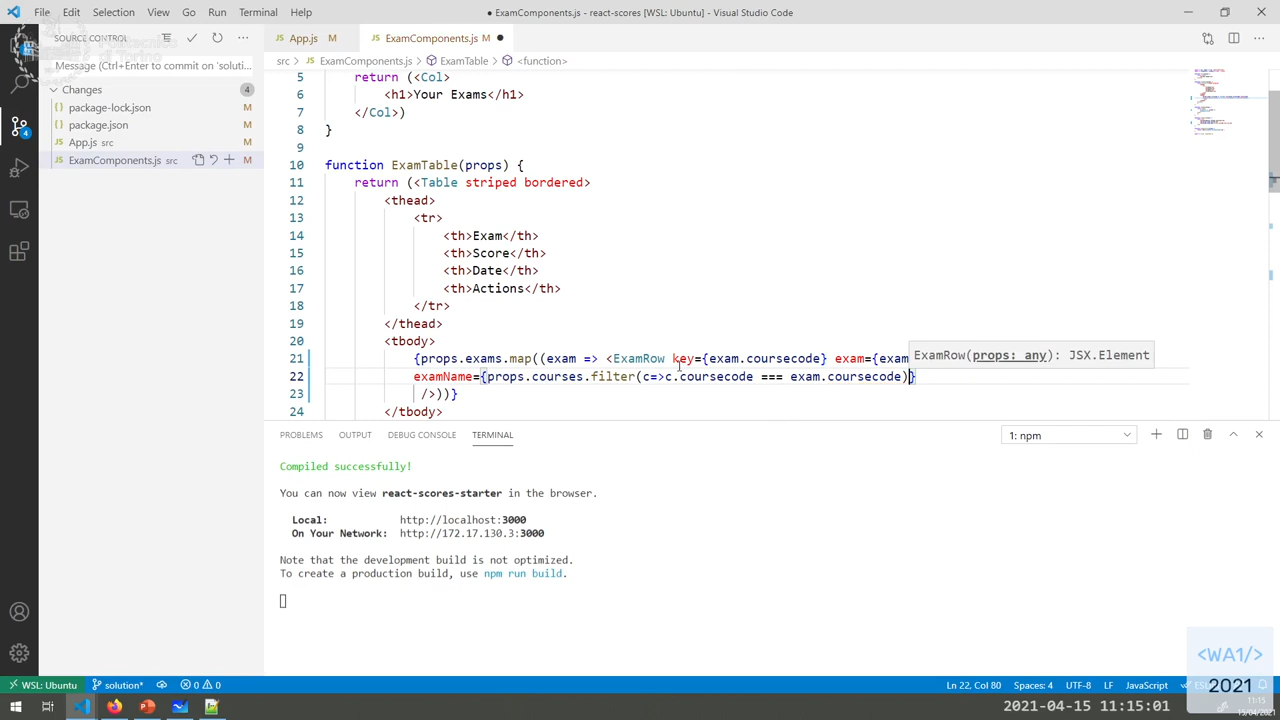 File Edit Selection View Go Run Terminal Help
● ExamComponents.js - react-scores [WSL: Ubuntu] - Visual Studio Code
SOURCE CONTROL
JS App.js M
JS ExamComponents.js M ●
src > JS ExamComponents.js > ExamTable > <function>
Message (Ctrl+Enter to commit on 'solutio
Changes 4
package-lock.json M
package.json M
App.js src M
ExamComponents.js src M
4
5 return (<Col>
6 <h1>Your Exams</h1>
7 </Col>)
8 }
9
10 function ExamTable(props) {
11 return (<Table striped bordered>
12 <thead>
13 <tr>
14 <th>Exam</th>
15 <th>Score</th>
16 <th>Date</th>
17 <th>Actions</th>
18 </tr>
19 </thead>
20 <tbody>
21 {props.exams.map((exam => <ExamRow key={exam.coursecode} exam={exam
ExamRow(props: any): JSX.Element
22 examName={props.courses.filter(c=>c.coursecode === exam.coursecode)}
23 />))}
24 </tbody>
PROBLEMS OUTPUT DEBUG CONSOLE TERMINAL
1: npm
Compiled successfully!
You can now view react-scores-starter in the browser.
Local: http://localhost:3000
On Your Network: http://172.17.130.3:3000
Note that the development build is not optimized.
To create a production build, use npm run build.
<WA1/>
2021
WSL: Ubuntu solution* 0 0
Ln 22, Col 80 Spaces: 4 UTF-8 LF JavaScript
2021-04-15 11:15:01
11:15
15/04/2021